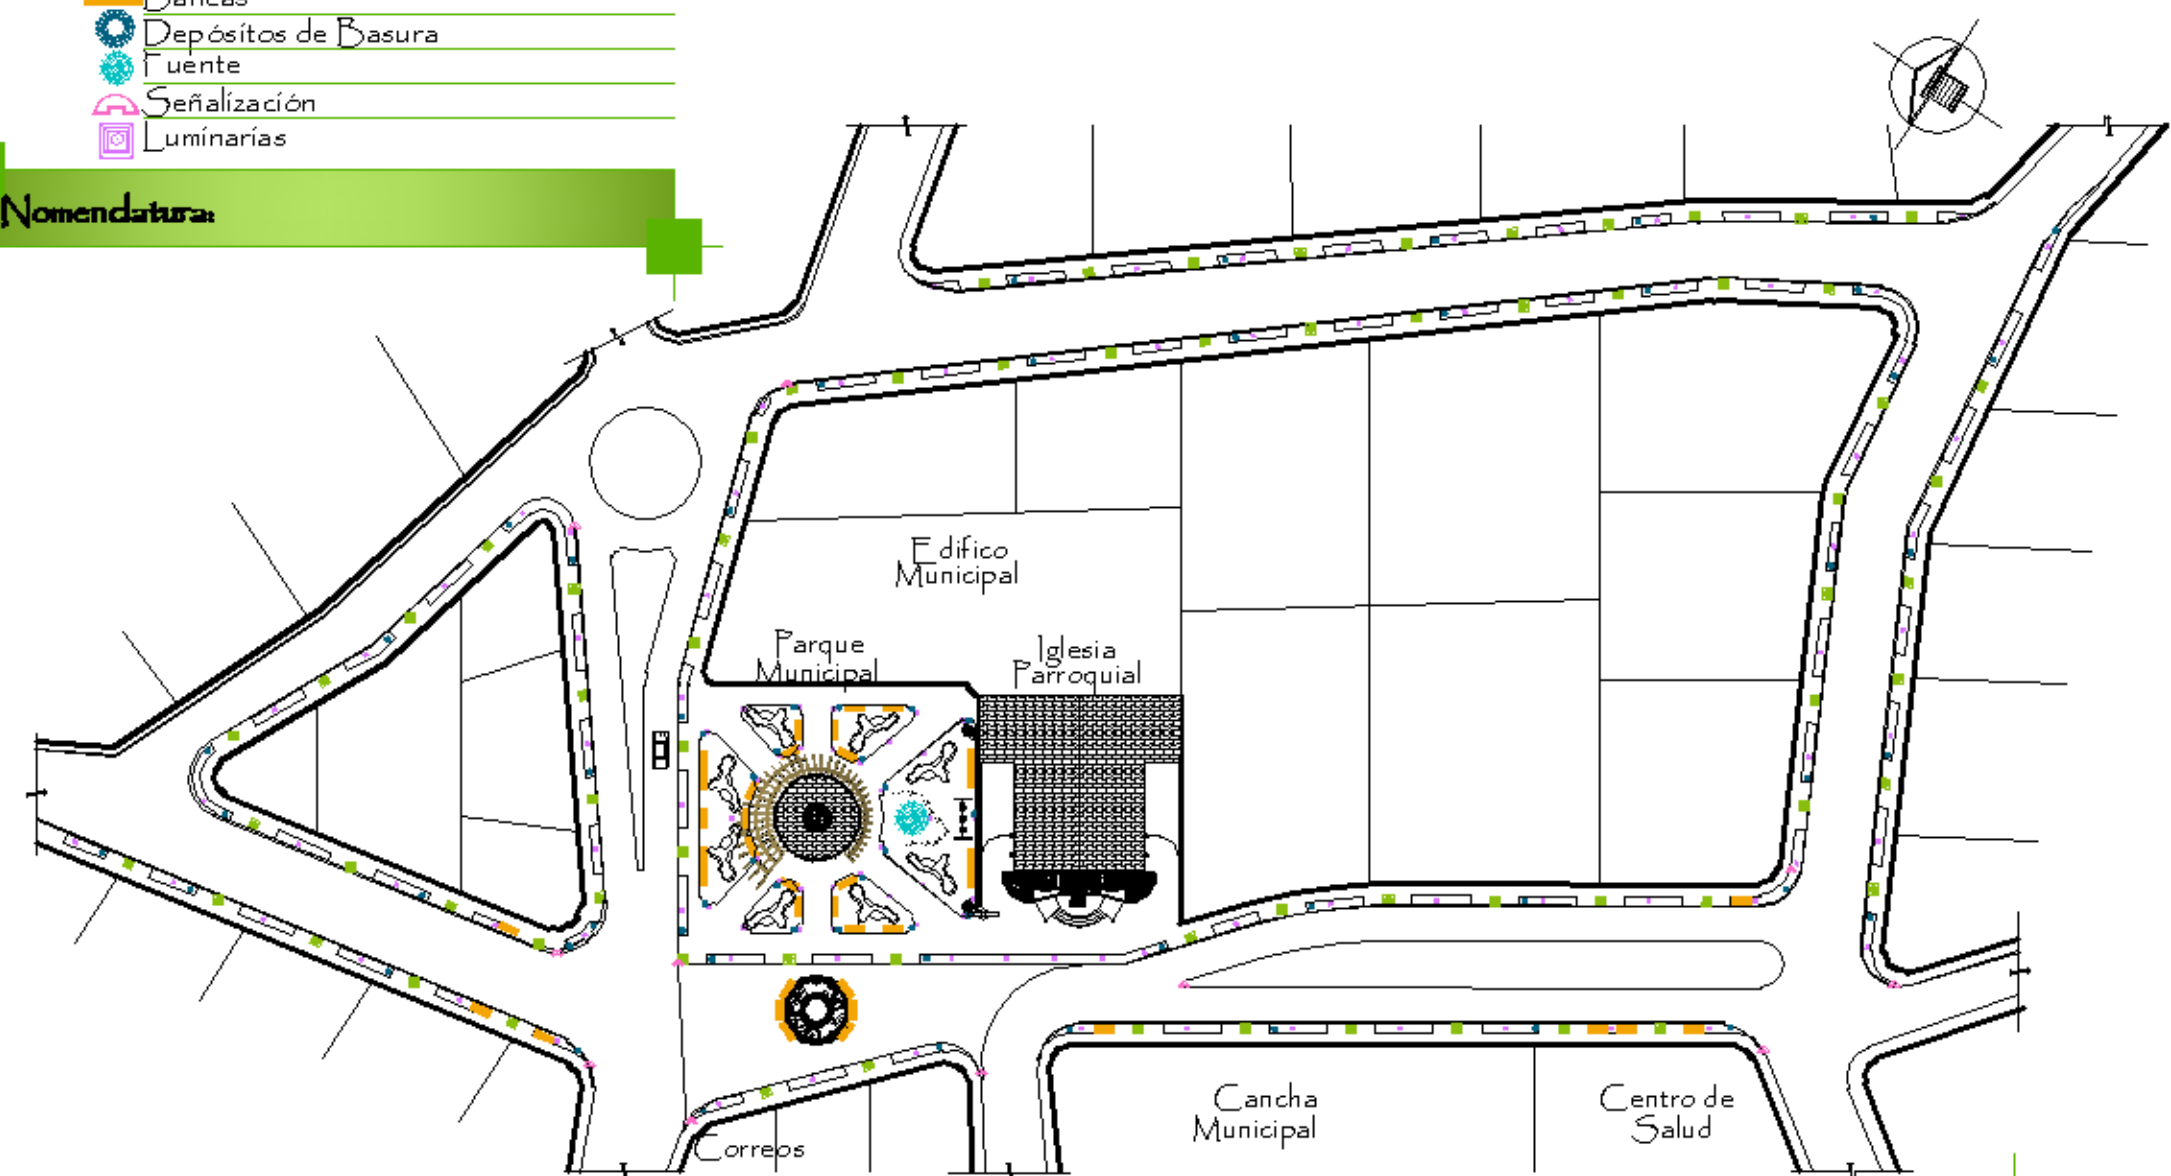 Bancas
Depósitos de Basura
Fuente
Señalización
Luminarias
Nomenclatura:
Edifico
Municipal
Parque
Municipal
Iglesia
Parroquial
Cancha
Municipal
Centro de
Salud
Correos